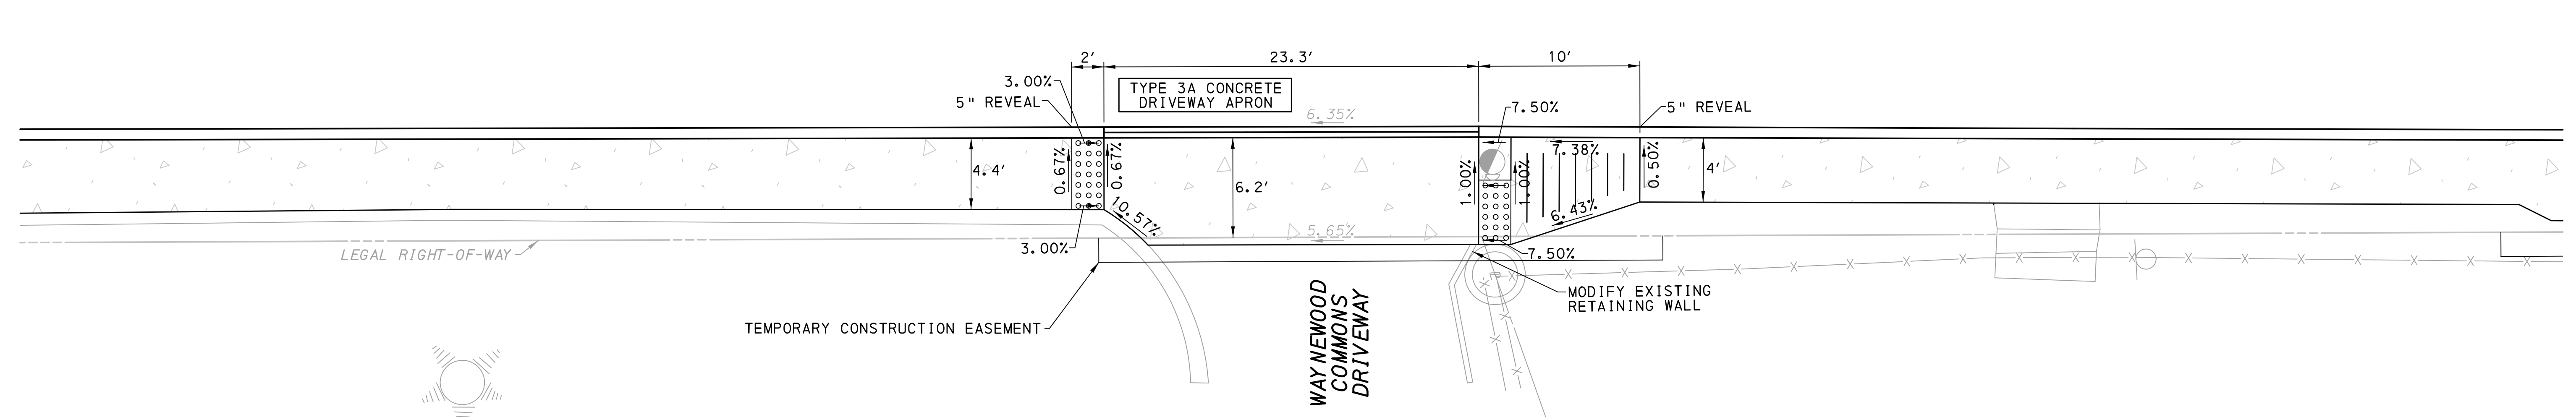 2'
23.3'
10'
3.00%
5" REVEAL
TYPE 3A CONCRETE
DRIVEWAY APRON
6.35%
7.50%
5" REVEAL
0.67%
0.67%
4.4'
6.2'
1.00%
1.00%
7.38%
0.50%
4'
10.57%
6.43%
5.65%
3.00%
7.50%
LEGAL RIGHT-OF-WAY
TEMPORARY CONSTRUCTION EASEMENT
WAYNEWOOD
COMMONS
DRIVEWAY
MODIFY EXISTING
RETAINING WALL